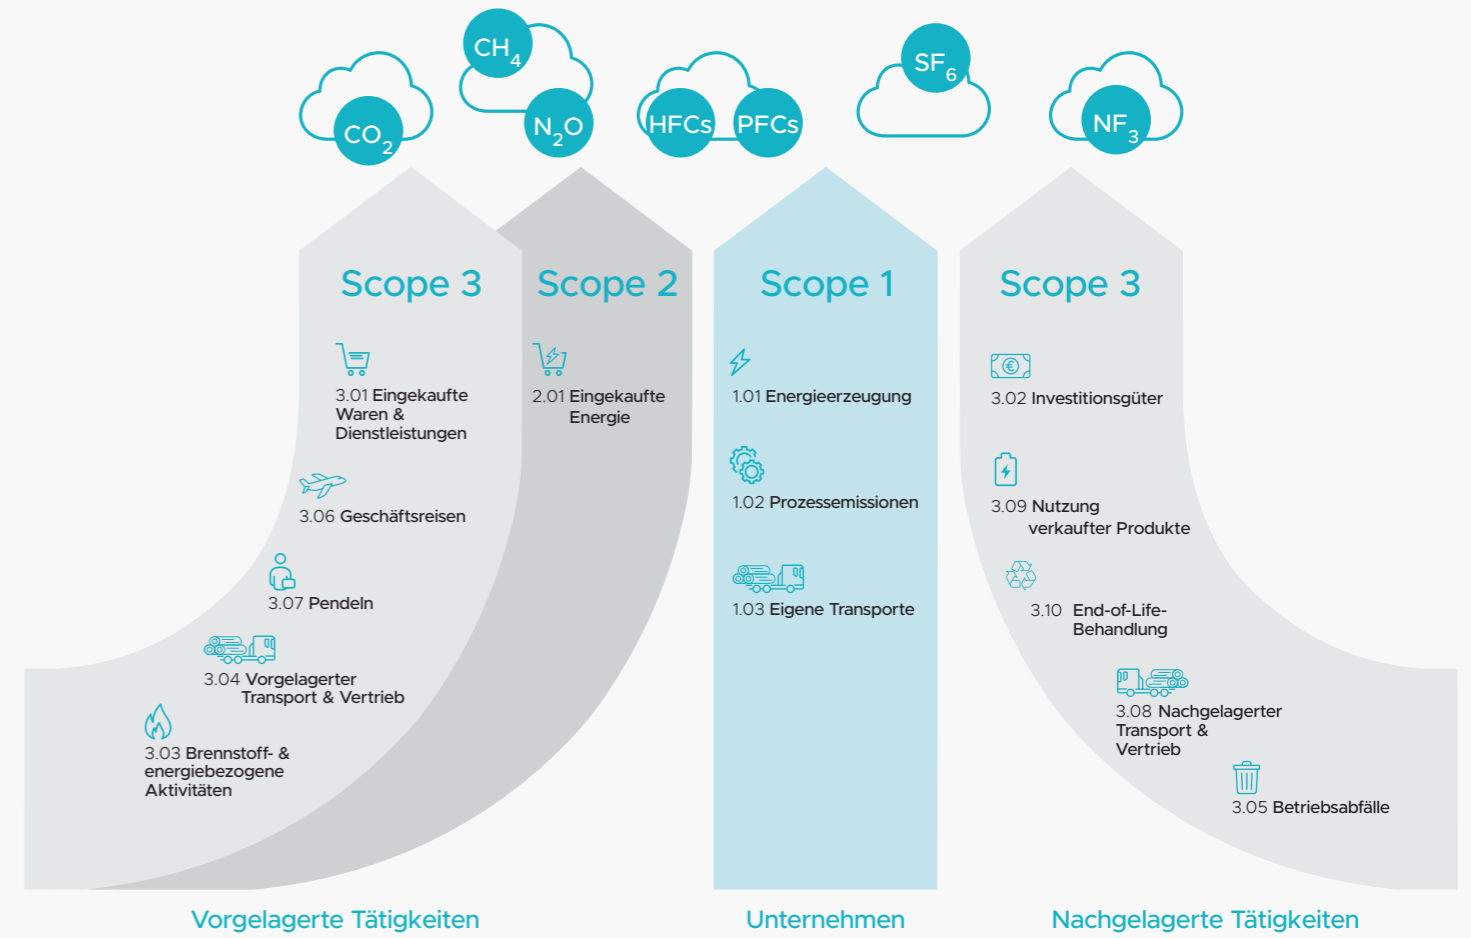 CO2
CH4
N2O
HFCs
PFCs
SF6
NF3
Scope 3
3.01 Eingekaufte
Waren &
Dienstleistungen
3.06 Geschäftsreisen
3.07 Pendeln
3.04 Vorgelagerter
Transport & Vertrieb
3.03 Brennstoff- &
energiebezogene
Aktivitäten
Scope 2
2.01 Eingekaufte
Energie
Scope 1
1.01 Energieerzeugung
1.02 Prozessemissionen
1.03 Eigene Transporte
Scope 3
€
3.02 Investitionsgüter
3.09 Nutzung
verkaufter Produkte
3.10 End-of-Life-
Behandlung
3.08 Nachgelagerter
Transport &
Vertrieb
3.05 Betriebsabfälle
Vorgelagerte Tätigkeiten
Unternehmen
Nachgelagerte Tätigkeiten